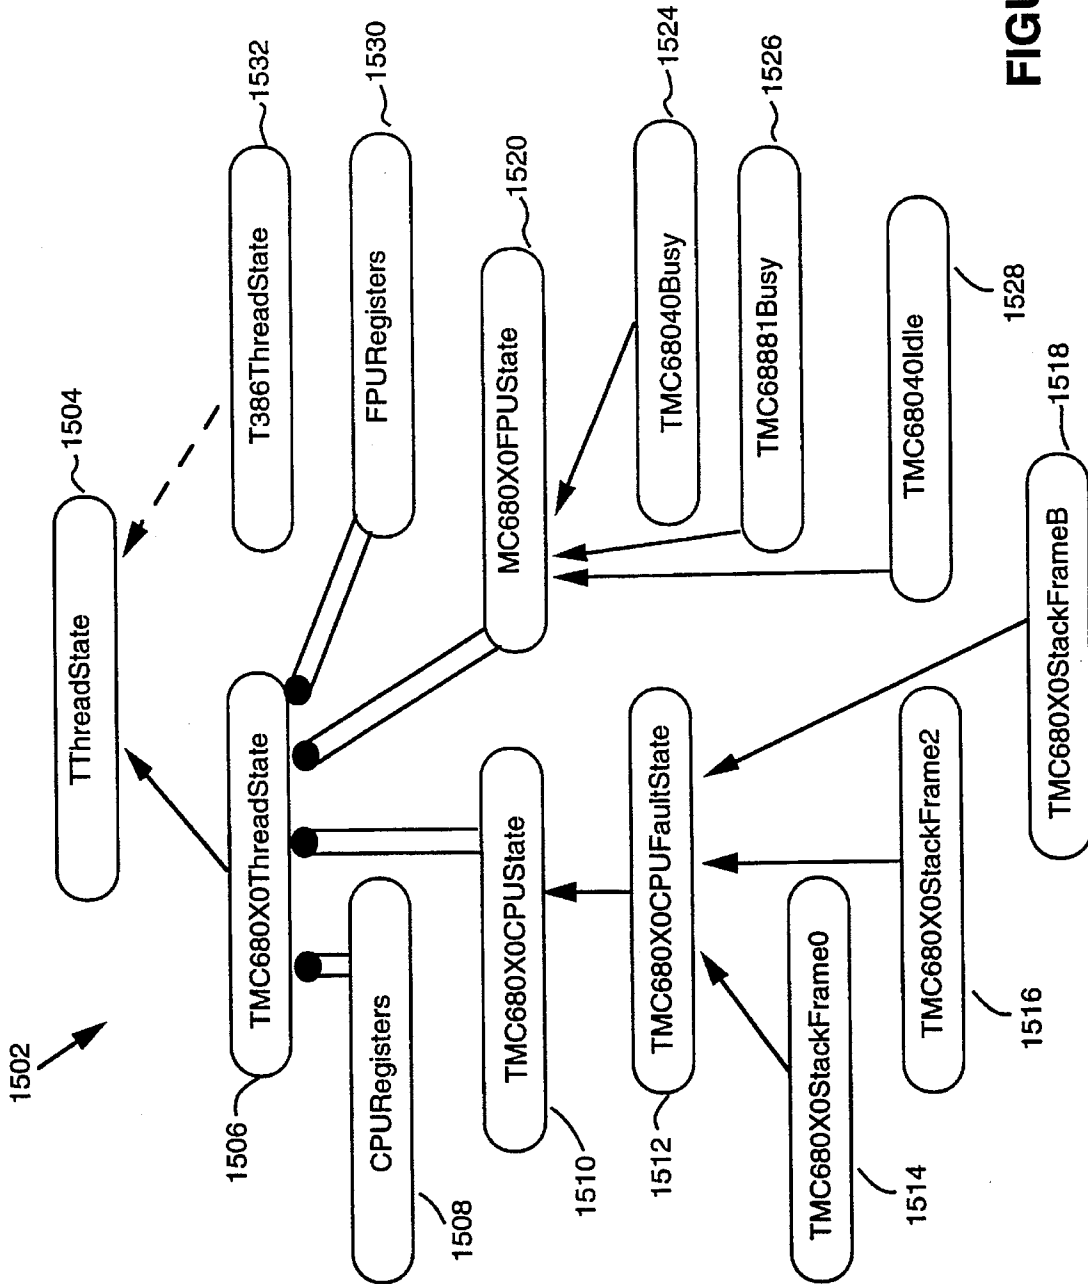 1502
TThreadState
1504
1506
TMC680X0ThreadState
T386ThreadState
1532
CPURegisters
1508
FPURegisters
1530
TMC680X0CPUState
1510
MC680X0FPUState
1520
TMC680X0CPUFaultState
1512
TMC68040Busy
1524
TMC68881Busy
1526
TMC680X0StackFrame0
1514
TMC680X0StackFrame2
1516
TMC68040Idle
1528
TMC680X0StackFrameB
1518